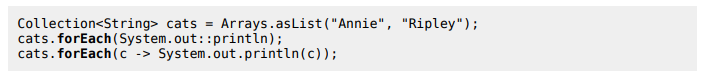 Collection<String> cats = Arrays.asList("Annie", "Ripley");
cats.forEach(System.out::println);
cats.forEach(c -> System.out.println(c));